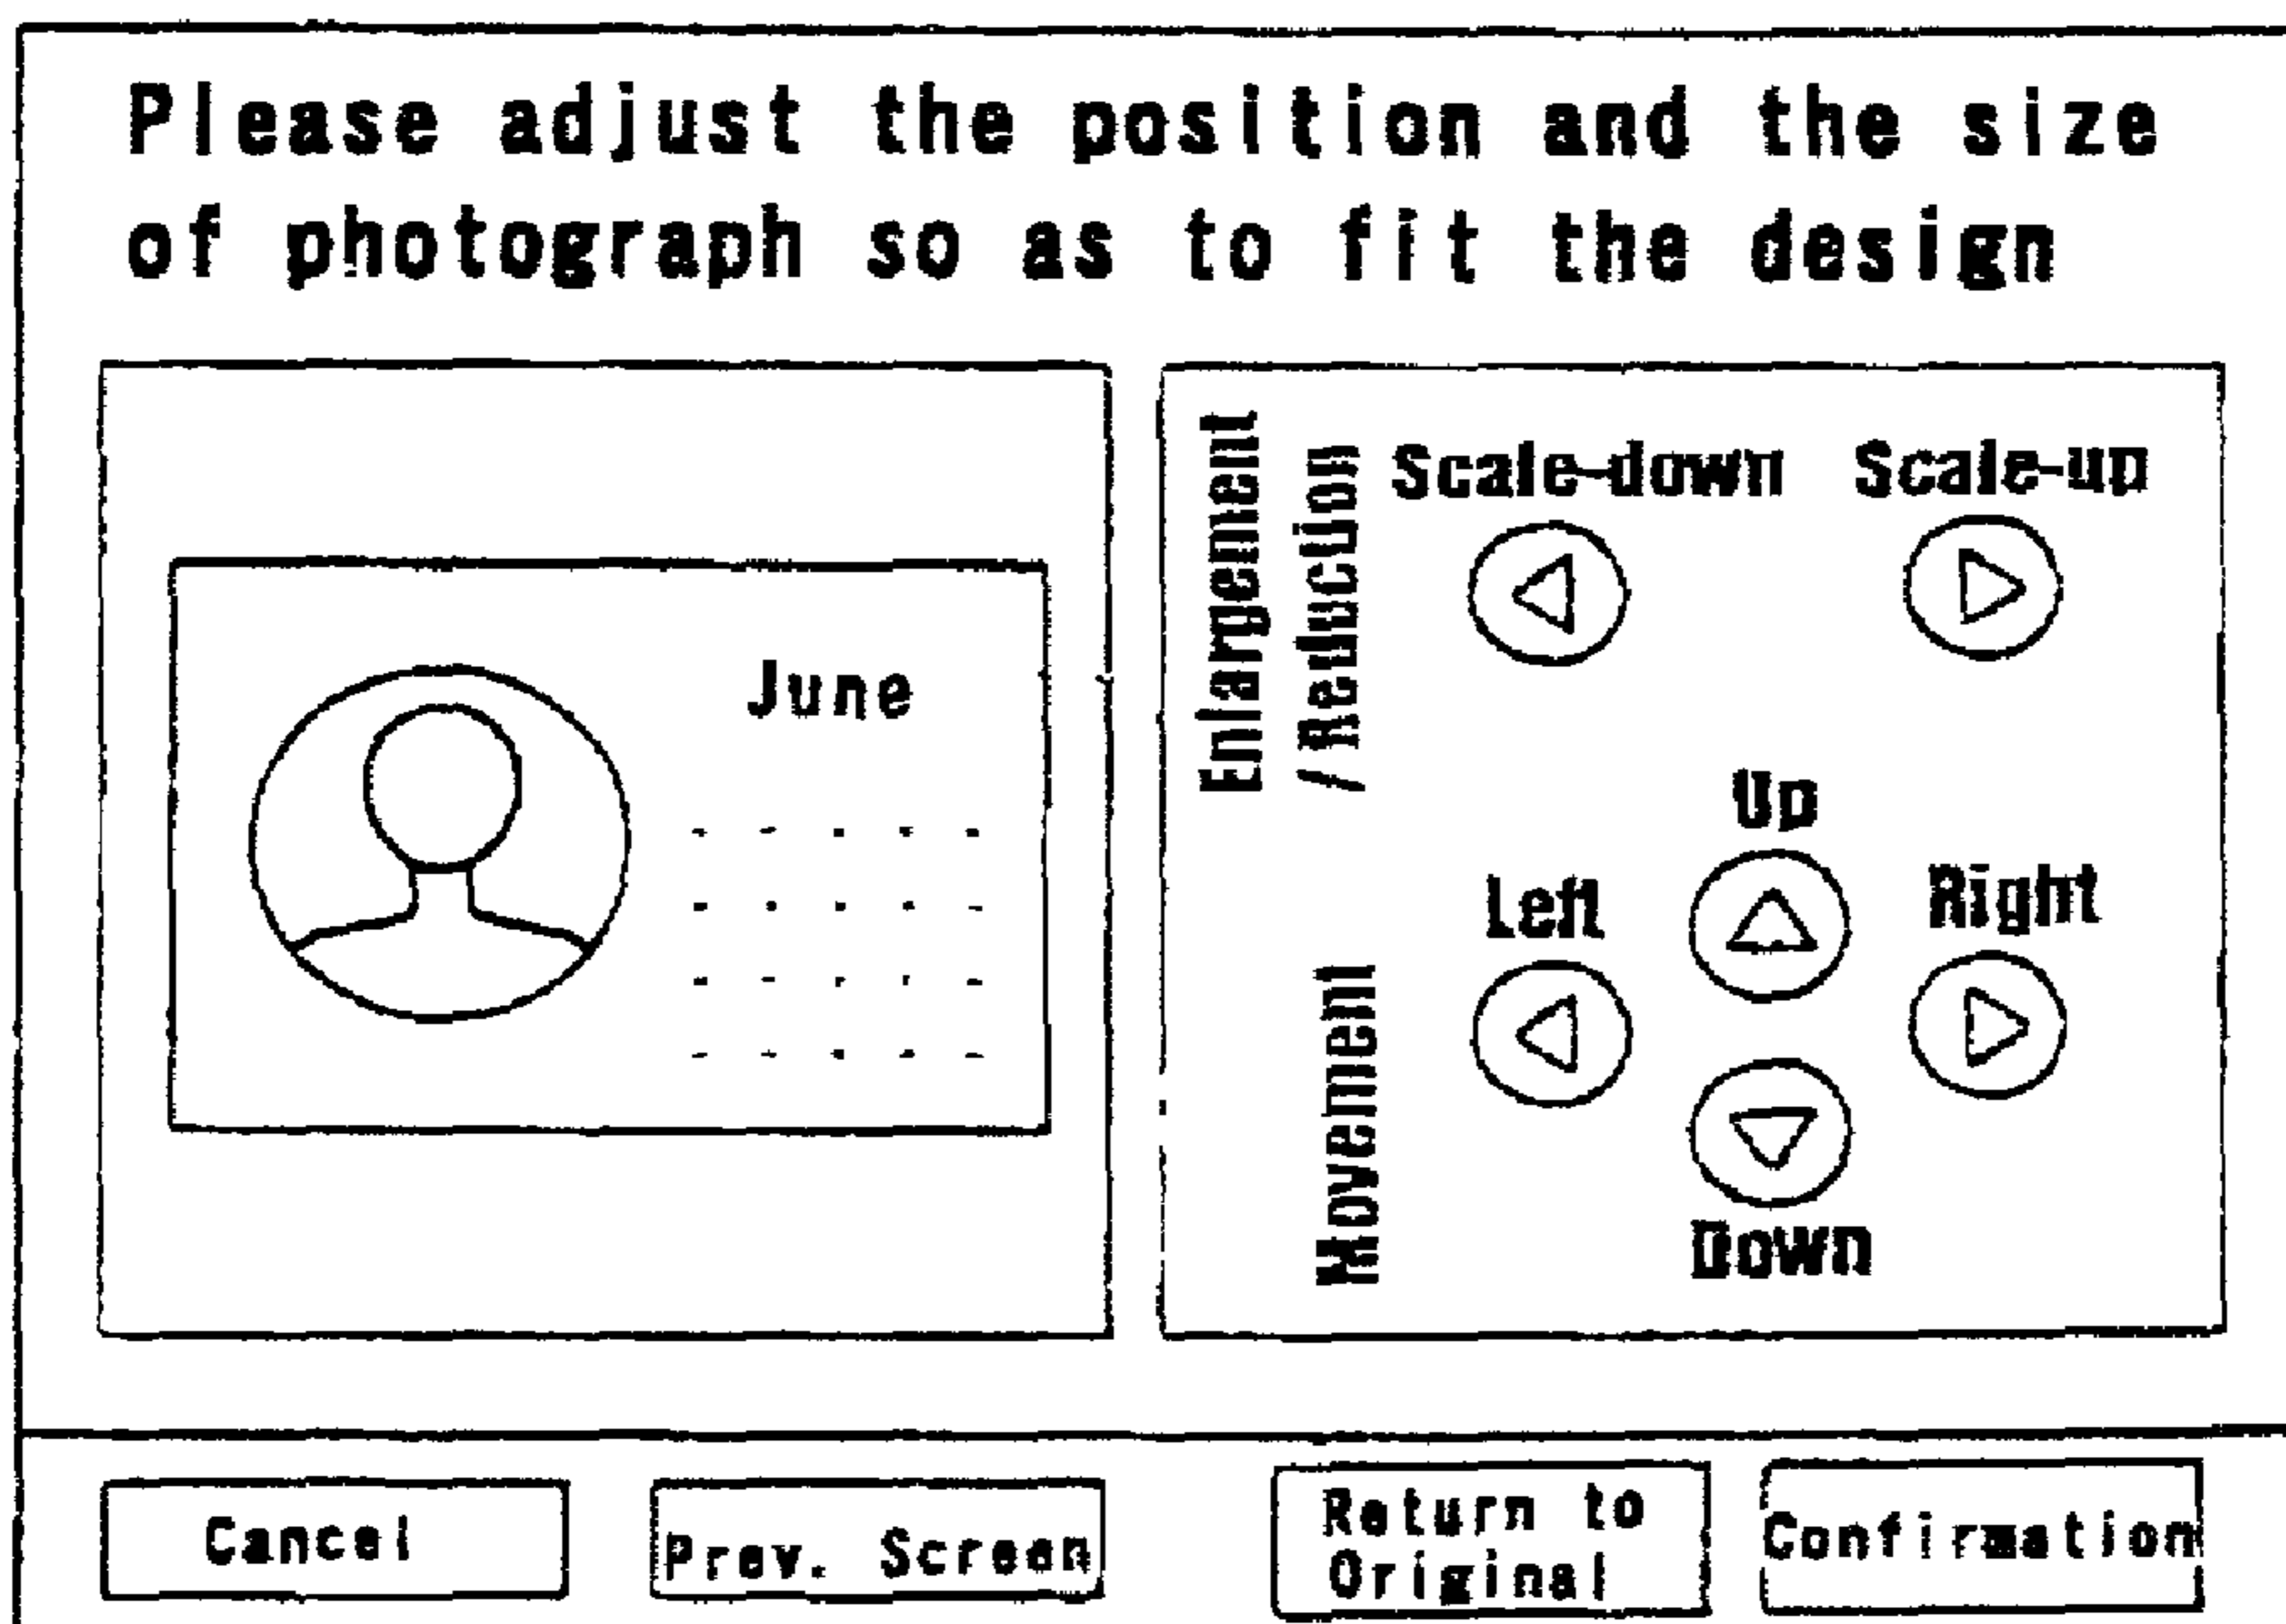 Please adjust the position and the size
of photograph so as to fit the design
June
Enlargement
/Reduction
Scale-down
Scale-up
Movement
Up
Left
Right
Down
Cancel
Prev. Screen
Return to
Original
Confirmation